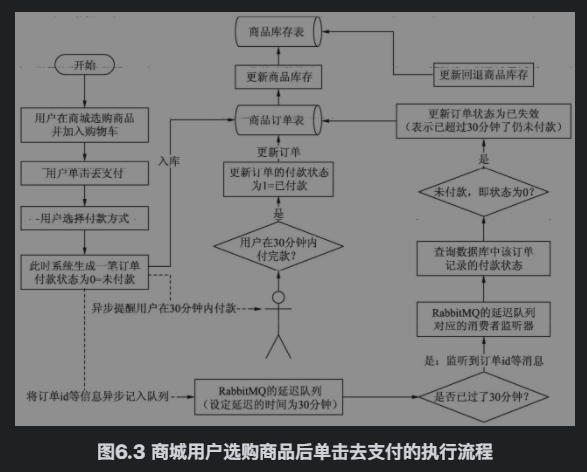 商品库存表
开始
更新商品库存
更新回退商品库存
用户在商城选购商品
并加入购物车
商品订单表
更新订单状态为已失效
(表示已超过30分钟了仍未付款)
入库
更新订单
是
用户单击去支付
更新订单的付款状态
为1=已付款
未付款，即状态为0？
用户选择付款方式
是
用户在30分钟内
付完款？
查询数据库中该订单
记录的付款状态
此时系统生成一笔订单
付款状态为0=未付款
异步提醒用户在30分钟内付款
RabbitMQ的延迟队列
对应的消费者监听器
是：监听到订单id等消息
将订单id等信息异步记入队列
RabbitMQ的延迟队列
(设定延迟的时间为30分钟)
是否已过了30分钟？
图6.3 商城用户选购商品后单击去支付的执行流程